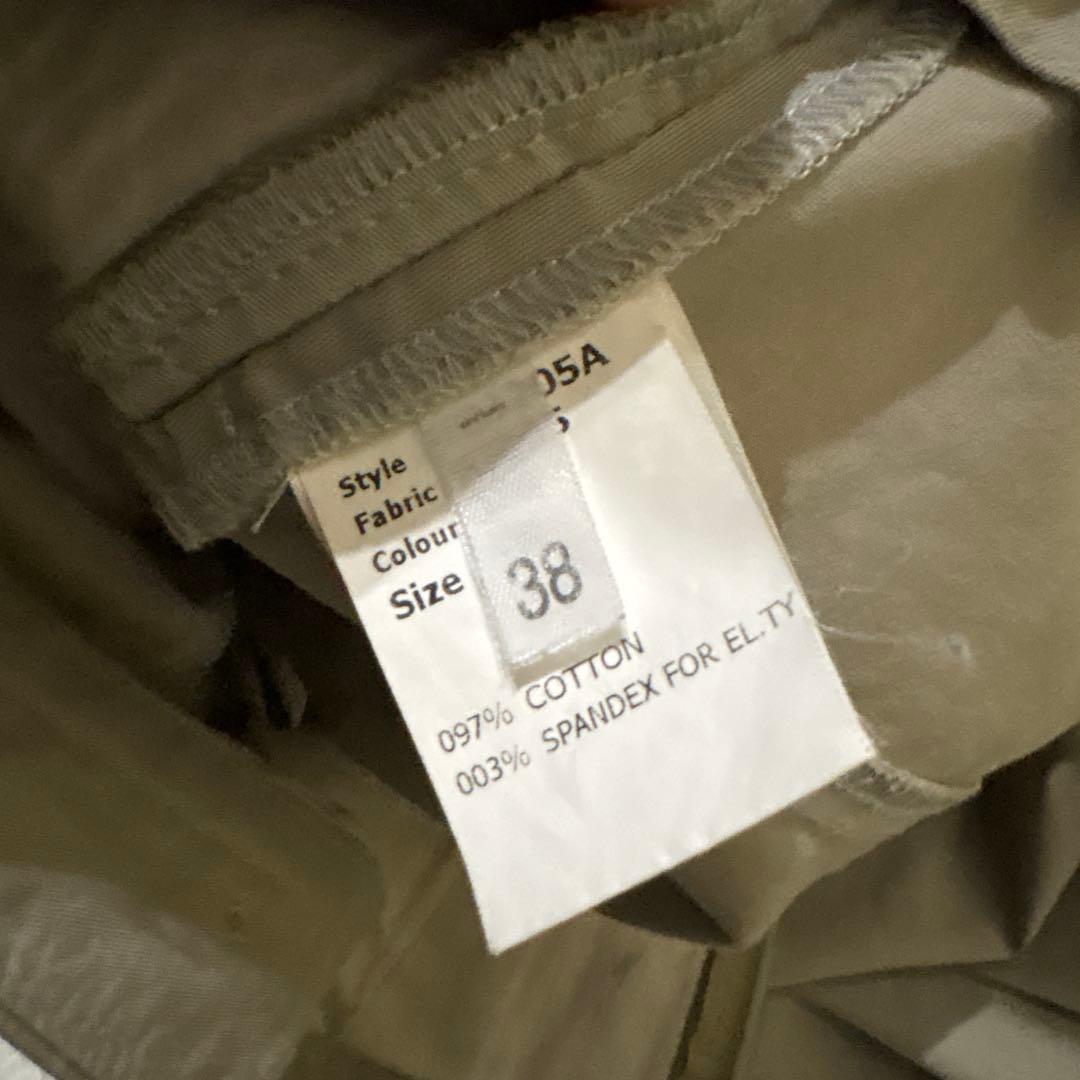 05A
Style
Fabric
Colour
Size
38
097% COTTON
003% SPANDEX FOR EL.TY